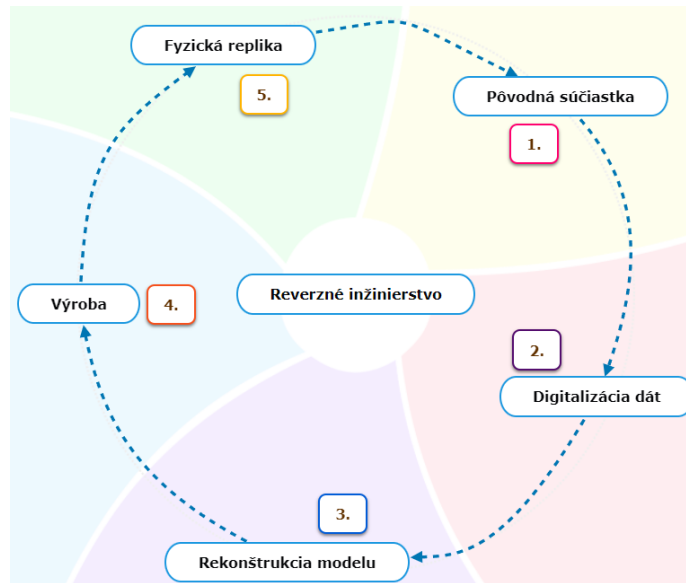 Fyzická replika
5.
Pôvodná súčiastka
1.
Výroba
4.
Reverzné inžinierstvo
2.
Digitalizácia dát
3.
Rekonštrukcia modelu